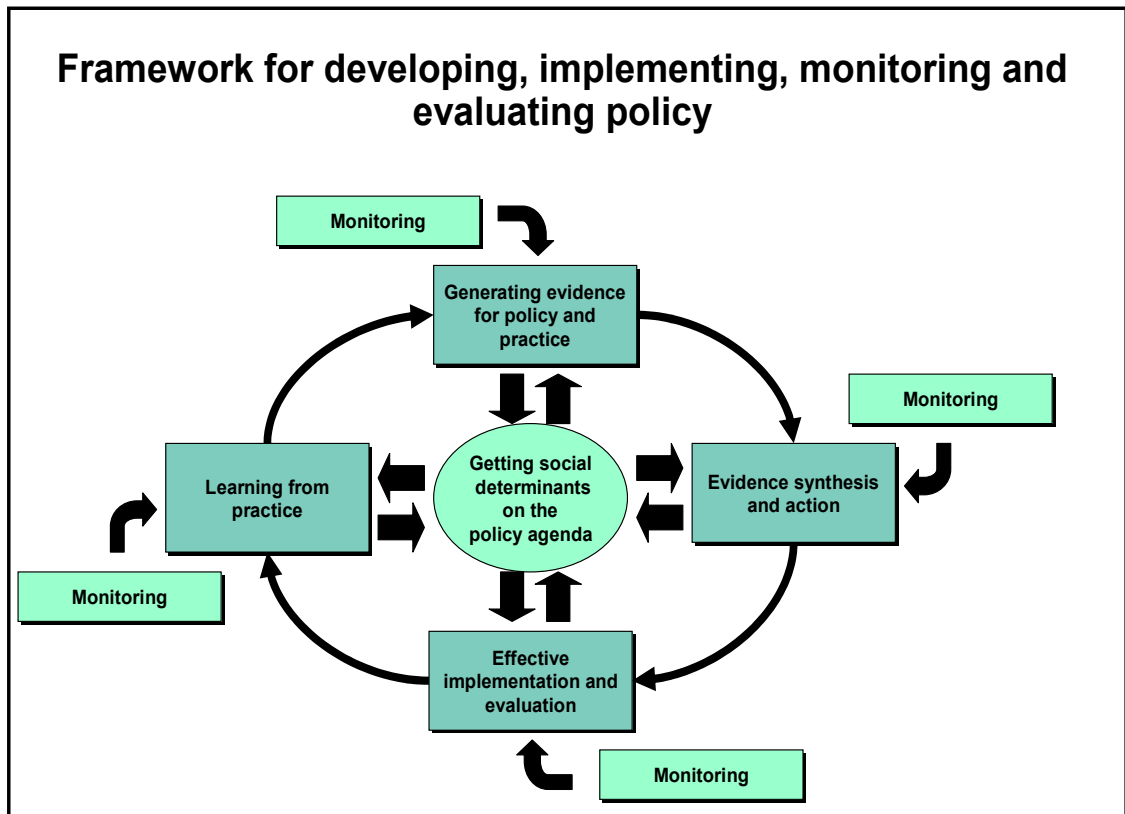 Framework for developing, implementing, monitoring and
evaluating policy
Monitoring
Generating evidence
for policy and
practice
Monitoring
Getting social
determinants
on the
policy agenda
Learning from
practice
Evidence synthesis
and action
Monitoring
Effective
implementation and
evaluation
Monitoring